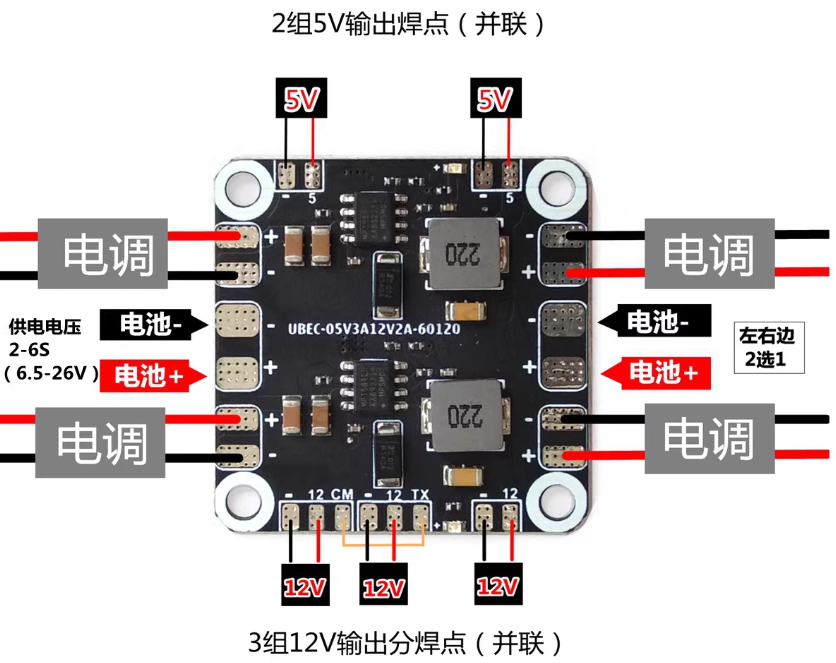 2组5V输出焊点（并联）
5V
5V
- 5
- 5
电调
+
-
-
+
电调
供电电压
2-6S
（6.5-26V）
电池-
-
-
电池-
电池+
+
+
电池+
左右边
2选1
220
UBEC-05V3A12V2A-60120
220
电调
+
-
-
+
电调
- 12 CM - 12 TX
- 12
12V
12V
12V
3组12V输出分焊点（并联）